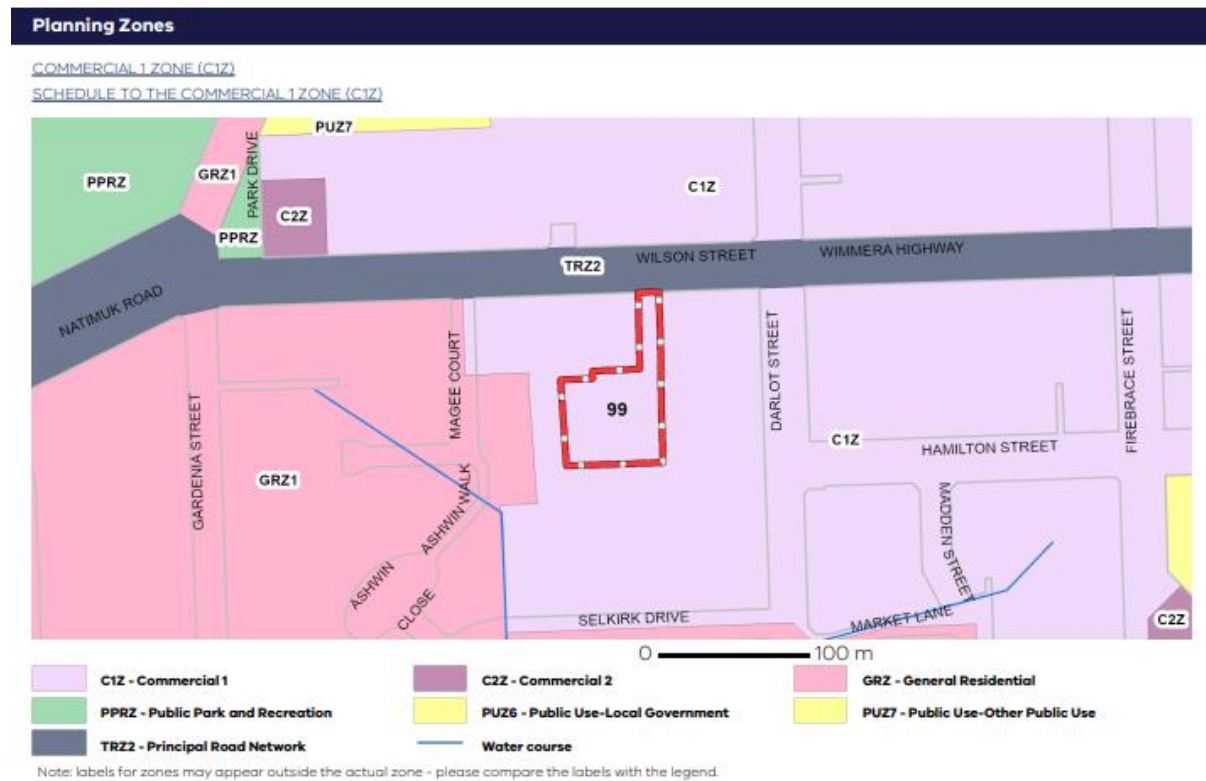 Planning Zones
COMMERCIAL 1 ZONE (C1Z)
SCHEDULE TO THE COMMERCIAL 1 ZONE (C1Z)
PUZ7
PPRZ
GRZ1
PARK DRIVE
C1Z
C2Z
PPRZ
TRZ2
WILSON STREET
WIMMERA HIGHWAY
NATIMUK ROAD
MAGEE COURT
DARLOT STREET
FIREBRACE STREET
99
GARDENIA STREET
C1Z
HAMILTON STREET
GRZ1
ASHWIN WALK
MADDEN STREET
ASHWIN
CLOSE
SELKIRK DRIVE
MARKET LANE
C2Z
0 100 m
C1Z - Commercial 1
C2Z - Commercial 2
GRZ - General Residential
PPRZ - Public Park and Recreation
PUZ6 - Public Use-Local Government
PUZ7 - Public Use-Other Public Use
TRZ2 - Principal Road Network
Water course
Note: labels for zones may appear outside the actual zone - please compare the labels with the legend.